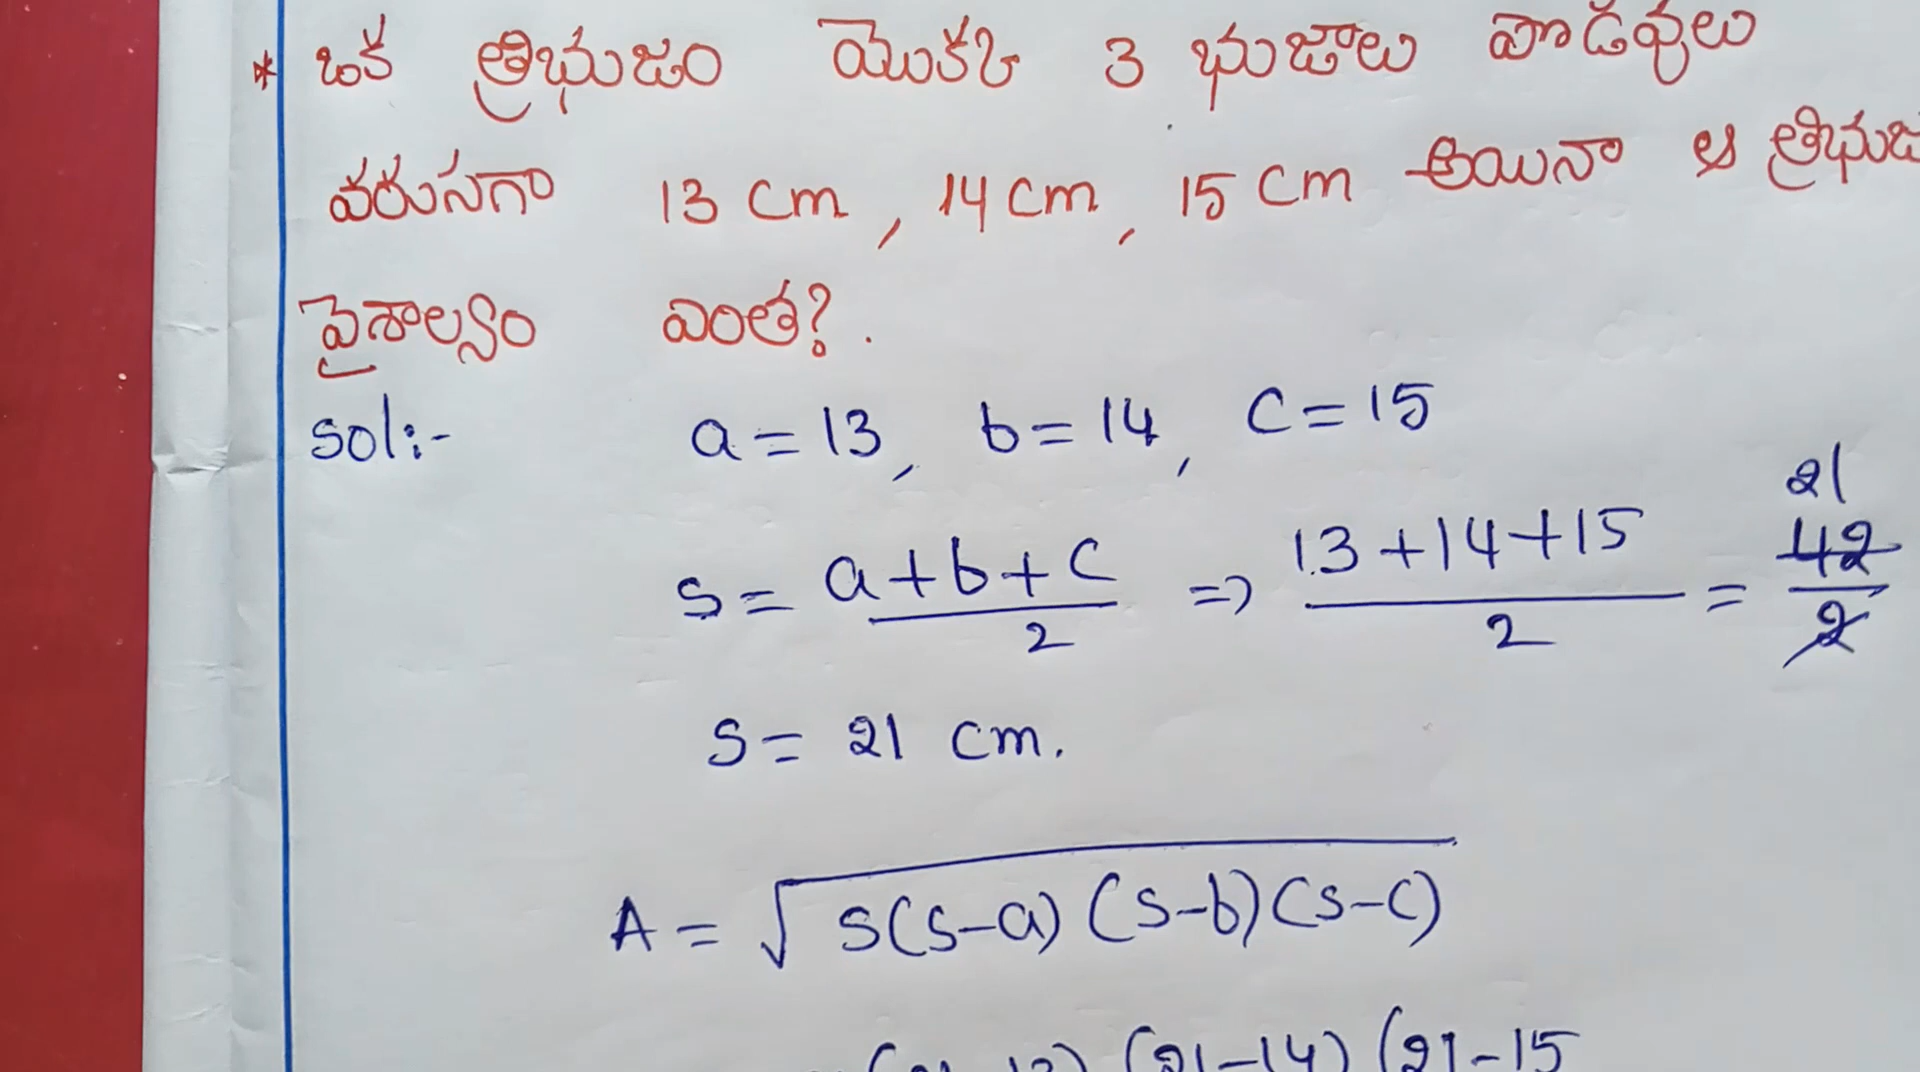 * ఒక త్రిభుజం యొక్క 3 భుజాలు పొడవులు
వరుసగా 13 cm, 14 cm, 15 cm అయినా ఆ త్రిభుజ
వైశాల్యం ఎంత?.
sol:- a = 13, b = 14, c = 15
s = a+b+c / 2 => 13+14+15 / 2 = 42 / 2 21
s = 21 cm.
A = √s(s-a)(s-b)(s-c)
(21-14) (21-15